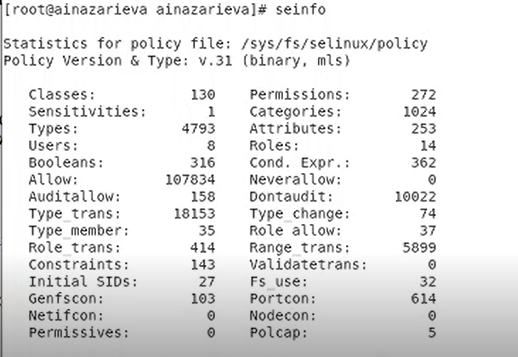 [root@ainazarieva ainazarieva]# seinfo
Statistics for policy file: /sys/fs/selinux/policy
Policy Version & Type: v.31 (binary, mls)
Classes: 130 Permissions: 272
Sensitivities: 1 Categories: 1024
Types: 4793 Attributes: 253
Users: 8 Roles: 14
Booleans: 316 Cond. Expr.: 362
Allow: 107834 Neverallow: 0
Auditallow: 158 Dontaudit: 10022
Type_trans: 18153 Type_change: 74
Type_member: 35 Role allow: 37
Role_trans: 414 Range_trans: 5899
Constraints: 143 Validatetrans: 0
Initial SIDs: 27 Fs_use: 32
Genfscon: 103 Portcon: 614
Netifcon: 0 Nodecon: 0
Permissives: 0 Polcap: 5